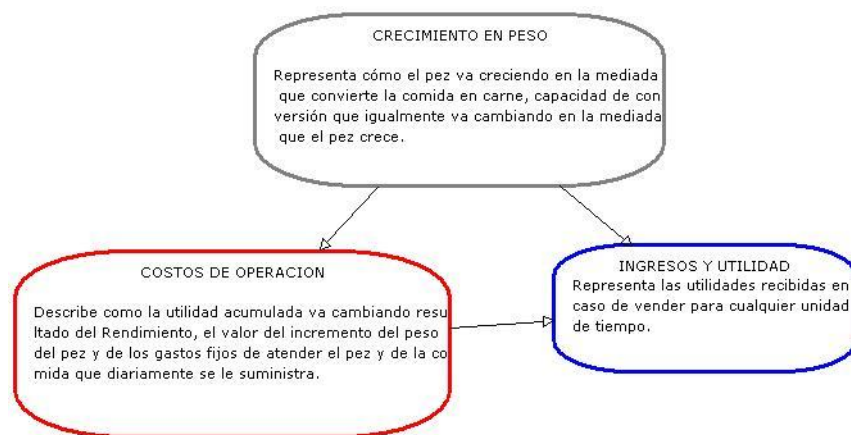 CRECIMIENTO EN PESO
Representa cómo el pez va creciendo en la mediada
que convierte la comida en carne, capacidad de con
versión que igualmente va cambiando en la mediada
que el pez crece.
COSTOS DE OPERACION
Describe como la utilidad acumulada va cambiando resu
ltado del Rendimiento, el valor del incremento del peso
del pez y de los gastos fijos de atender el pez y de la co
mida que diariamente se le suministra.
INGRESOS Y UTILIDAD
Representa las utilidades recibidas en
caso de vender para cualquier unidad
de tiempo.